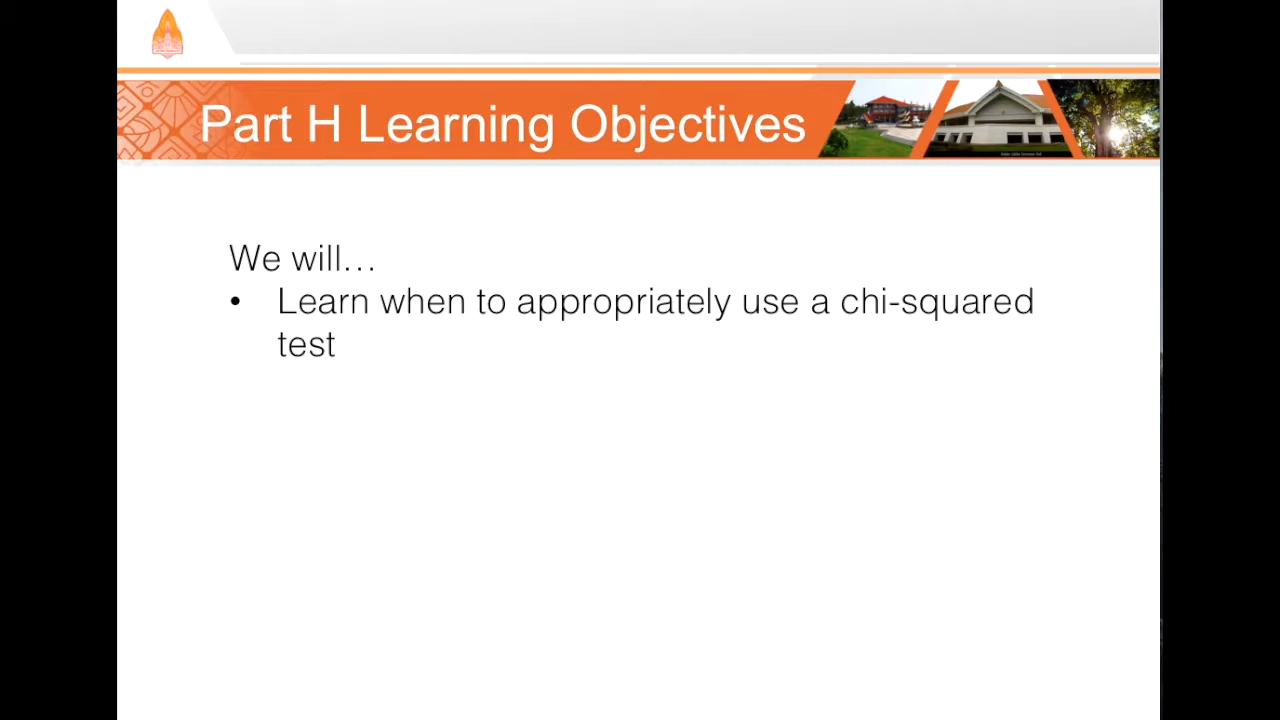 Part H Learning Objectives
We will…
• Learn when to appropriately use a chi-squared
test